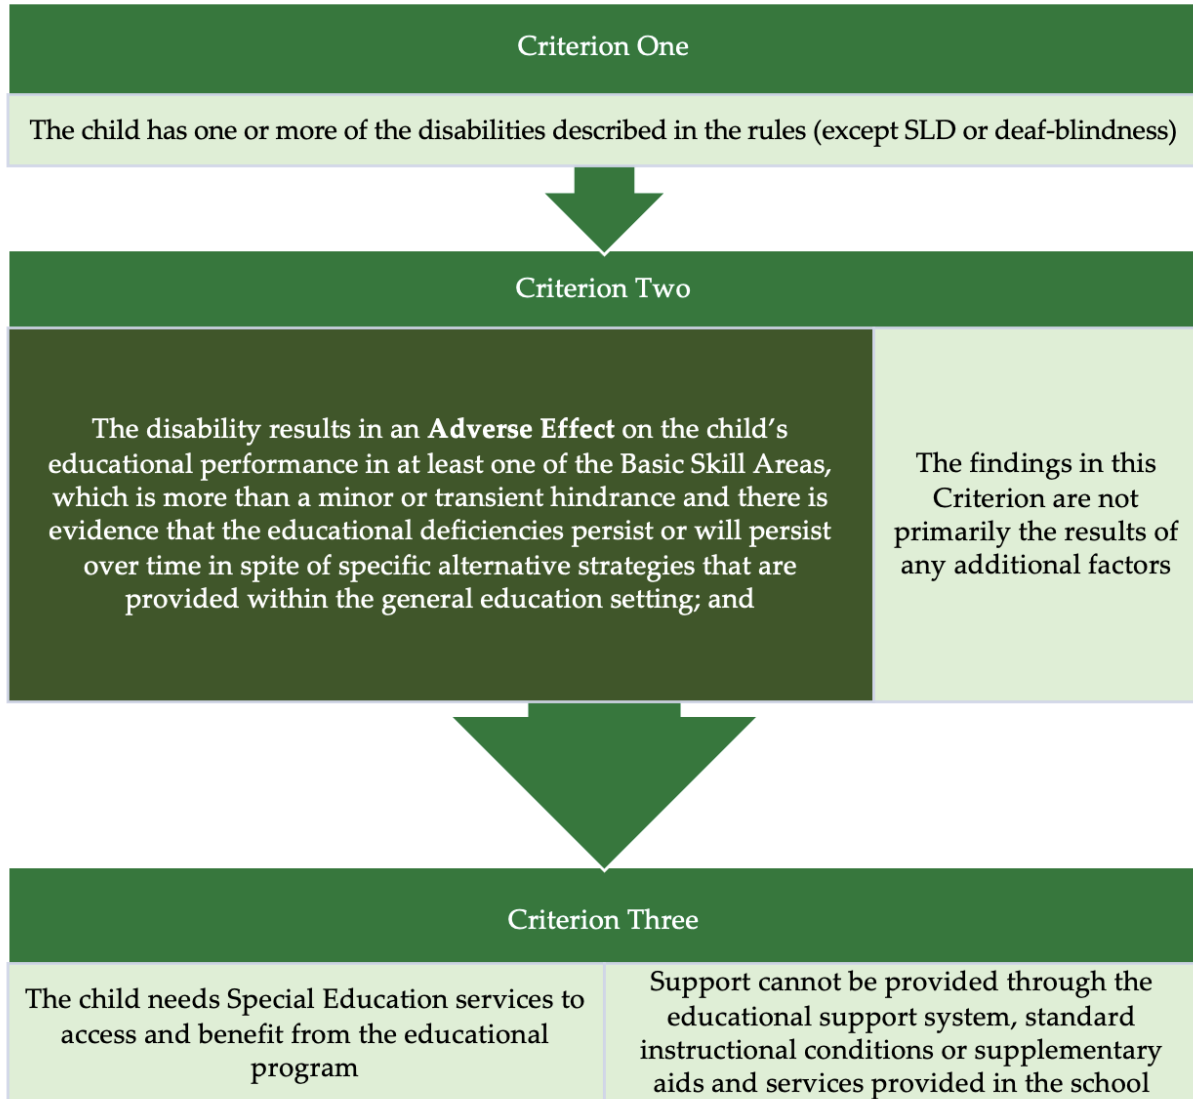 Criterion One
The child has one or more of the disabilities described in the rules (except SLD or deaf-blindness)
Criterion Two
The disability results in an Adverse Effect on the child’s
educational performance in at least one of the Basic Skill Areas,
which is more than a minor or transient hindrance and there is
evidence that the educational deficiencies persist or will persist
over time in spite of specific alternative strategies that are
provided within the general education setting; and
The findings in this
Criterion are not
primarily the results of
any additional factors
Criterion Three
The child needs Special Education services to
access and benefit from the educational
program
Support cannot be provided through the
educational support system, standard
instructional conditions or supplementary
aids and services provided in the school